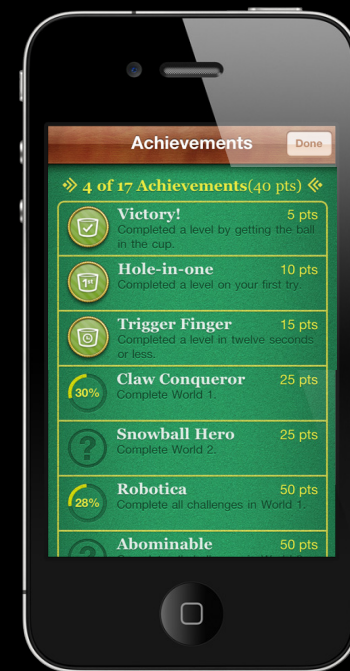 Achievements
Done
4 of 17 Achievements(40 pts)
Victory!
5 pts
Completed a level by getting the ball
in the cup.
1st
Hole-in-one
10 pts
Completed a level on your first try.
Trigger Finger
15 pts
Completed a level in twelve seconds
or less.
30%
Claw Conqueror
25 pts
Complete World 1.
?
Snowball Hero
25 pts
Complete World 2.
28%
Robotica
50 pts
Complete all challenges in World 1.
?
Abominable
50 pts